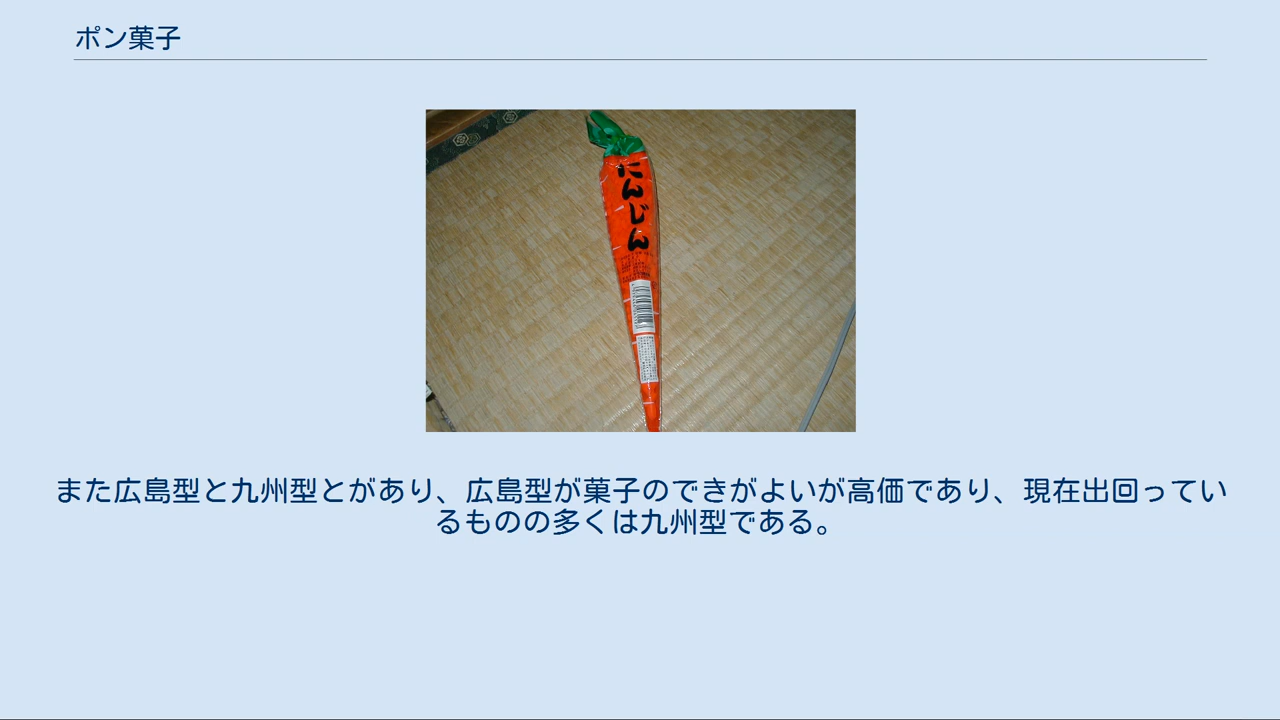 ポン菓子
にんじん
また広島型と九州型とがあり、広島型が菓子のできがよいが高価であり、現在出回ってい
るものの多くは九州型である。